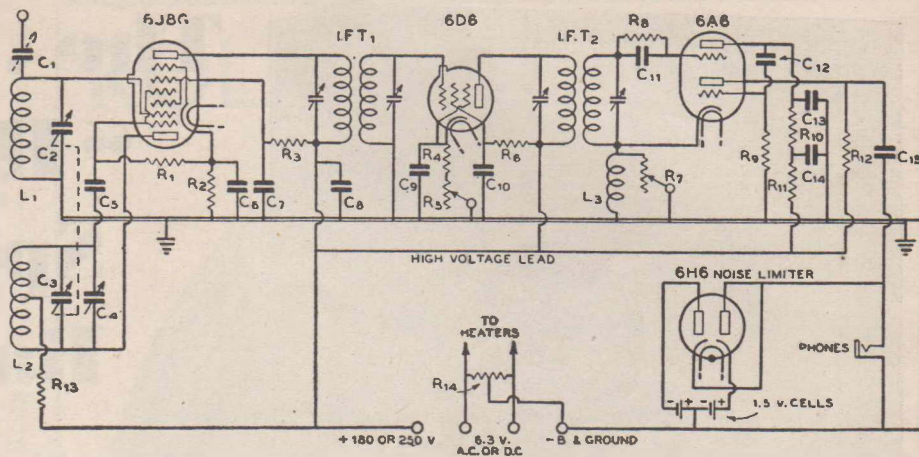 6J8G
I.F.T1
6D6
I.F.T2
R8
6A6
C1
C11
C12
C2
R3
C13
R10
R4
R6
R9
R12
C15
R1
R2
C9
C10
R7
C14
L1
C5
C6
C7
C8
R5
L3
R11
HIGH VOLTAGE LEAD
6H6 NOISE LIMITER
C3
C4
TO
HEATERS
PHONES
L2
R13
R14
- + - +
1.5 V. CELLS
+ 180 OR 250 V
6.3 V.
A.C. OR D.C
-B & GROUND